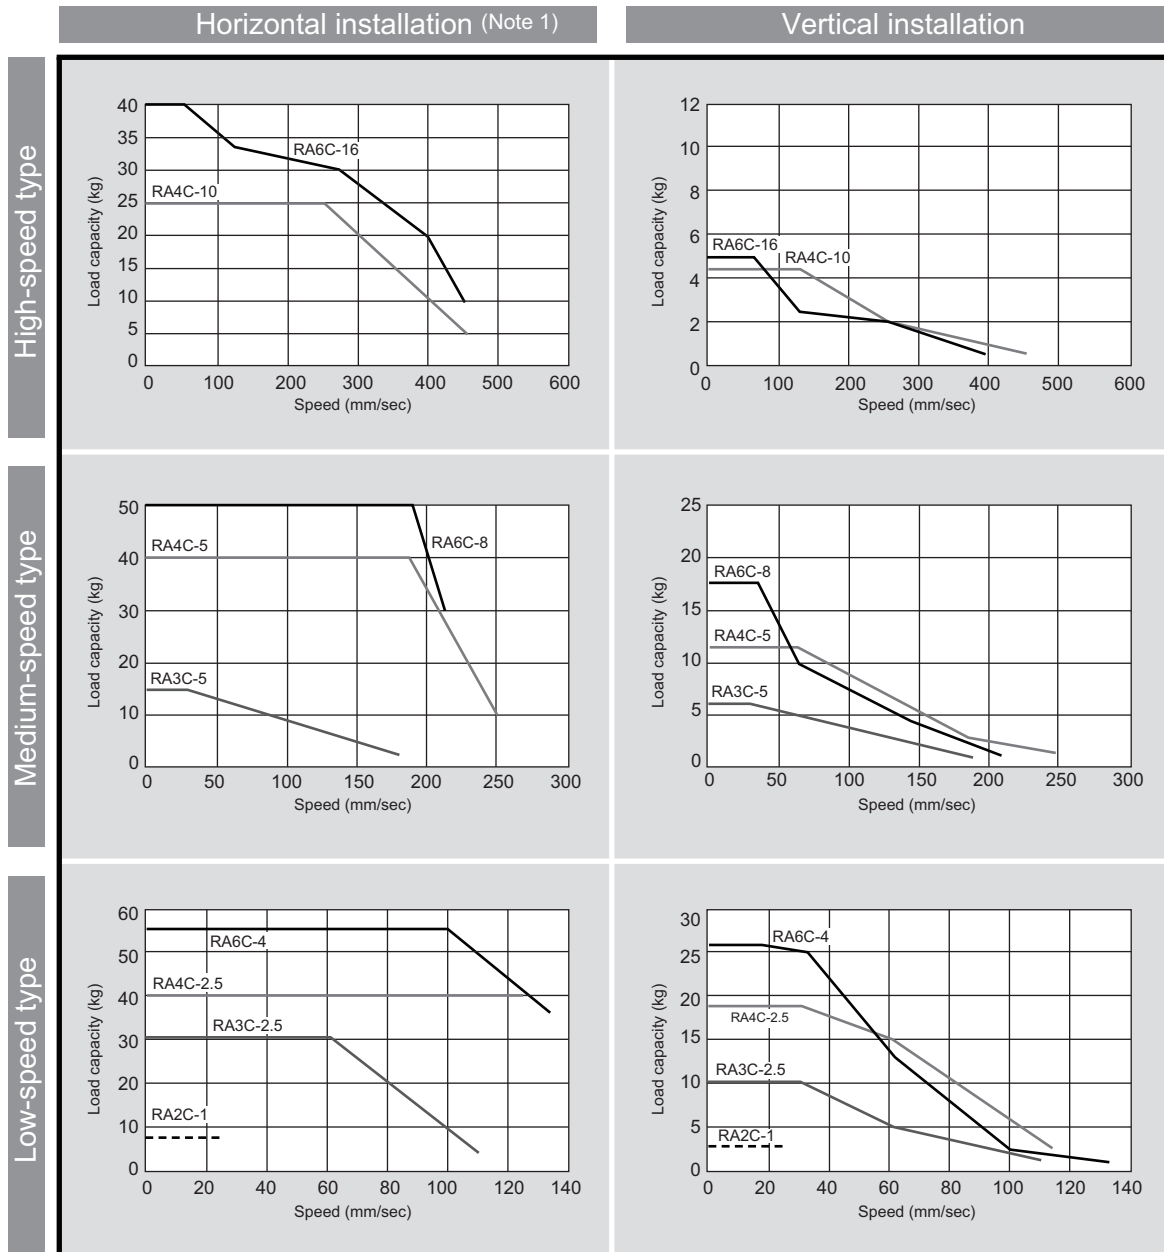 Horizontal installation (Note 1)
Vertical installation
High-speed type
Load capacity (kg)
40
35
30
25
20
15
10
5
0
RA6C-16
RA4C-10
0 100 200 300 400 500 600
Speed (mm/sec)
Load capacity (kg)
12
10
8
6
4
2
0
RA6C-16
RA4C-10
0 100 200 300 400 500 600
Speed (mm/sec)
Medium-speed type
Load capacity (kg)
50
40
30
20
10
0
RA4C-5
RA6C-8
RA3C-5
0 50 100 150 200 250 300
Speed (mm/sec)
Load capacity (kg)
25
20
15
10
5
0
RA6C-8
RA4C-5
RA3C-5
0 50 100 150 200 250 300
Speed (mm/sec)
Low-speed type
Load capacity (kg)
60
50
40
30
20
10
0
RA6C-4
RA4C-2.5
RA3C-2.5
RA2C-1
0 20 40 60 80 100 120 140
Speed (mm/sec)
Load capacity (kg)
30
25
20
15
10
5
0
RA6C-4
RA4C-2.5
RA3C-2.5
RA2C-1
0 20 40 60 80 100 120 140
Speed (mm/sec)